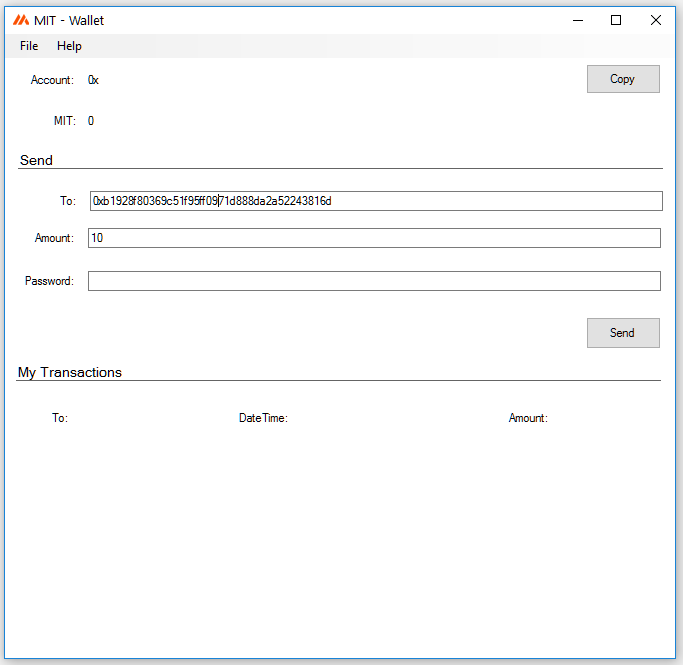 MIT - Wallet
File Help
Account: 0x Copy
MIT: 0
Send
To: 0xb1928f80369c51f95ff0971d888da2a52243816d
Amount: 10
Password:
Send
My Transactions
To: DateTime: Amount: